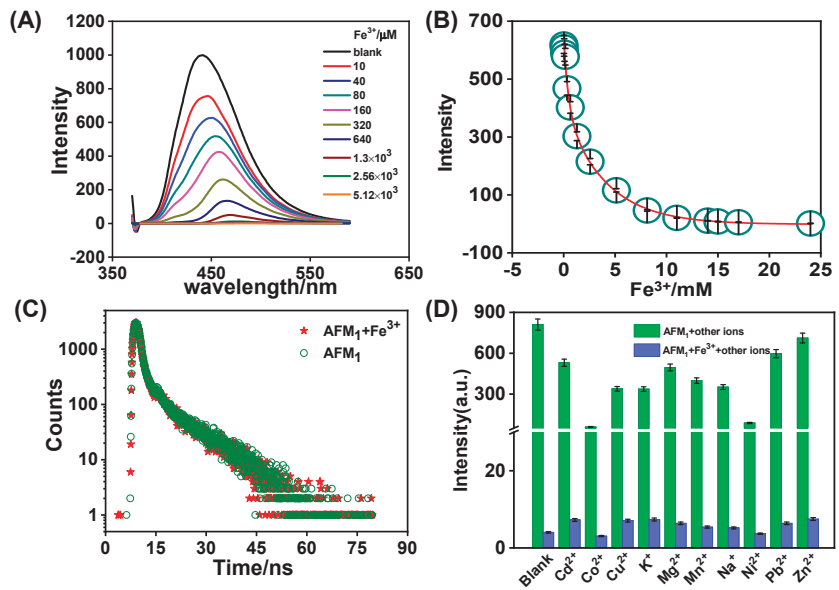 (A)
Intensity
1200
1000
800
600
400
200
0
-200
350
450
550
650
wavelength/nm
Fe³⁺/μM
blank
10
40
80
160
320
640
1.3×10³
2.56×10³
5.12×10³
(B)
Intensity
700
500
300
100
-100
-5
0
5
10
15
20
25
Fe³⁺/mM
(C)
Counts
1000
100
10
1
0
15
30
45
60
75
90
Time/ns
AFM₁+Fe³⁺
AFM₁
(D)
Intensity(a.u.)
900
600
300
20
0
AFM₁+other ions
AFM₁+Fe³⁺+other ions
Blank
Cd²⁺
Co²⁺
Cu²⁺
K⁺
Mg²⁺
Mn²⁺
Na⁺
Ni²⁺
Pb²⁺
Zn²⁺